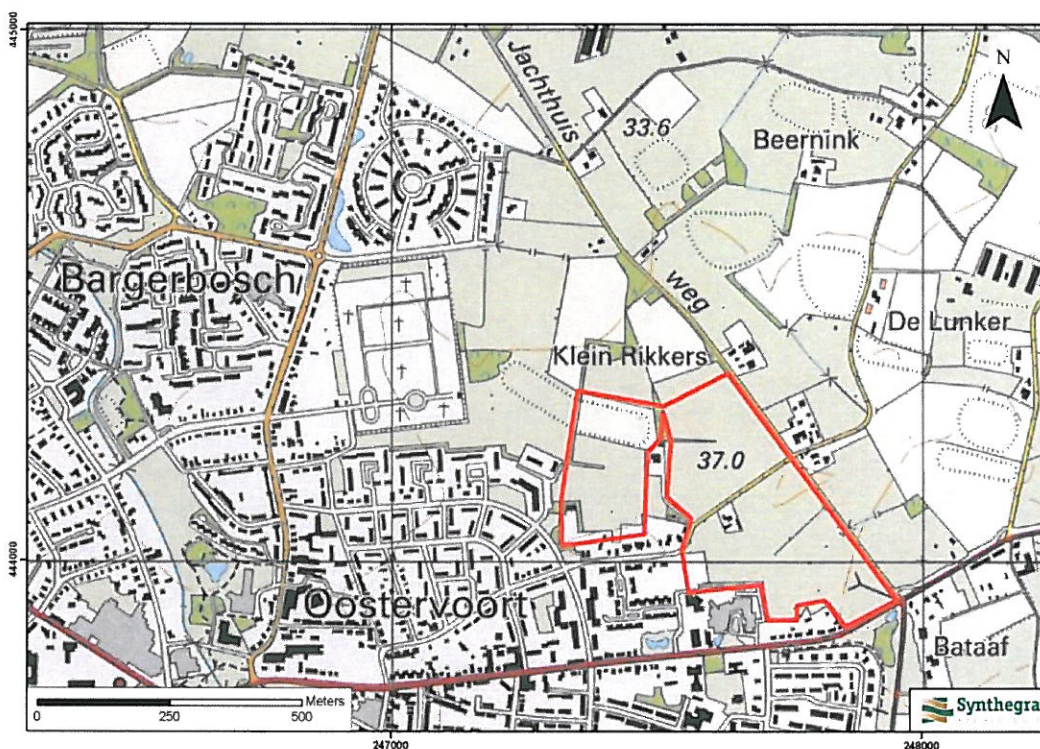 445000
Jachthuis
weg
33.6
Beernink
N
Bargerbosch
De Lunker
Klein Rikkers
37.0
444000
Oostervoort
Bataaf
Meters
0 250 500
Synthegra
247000 248000